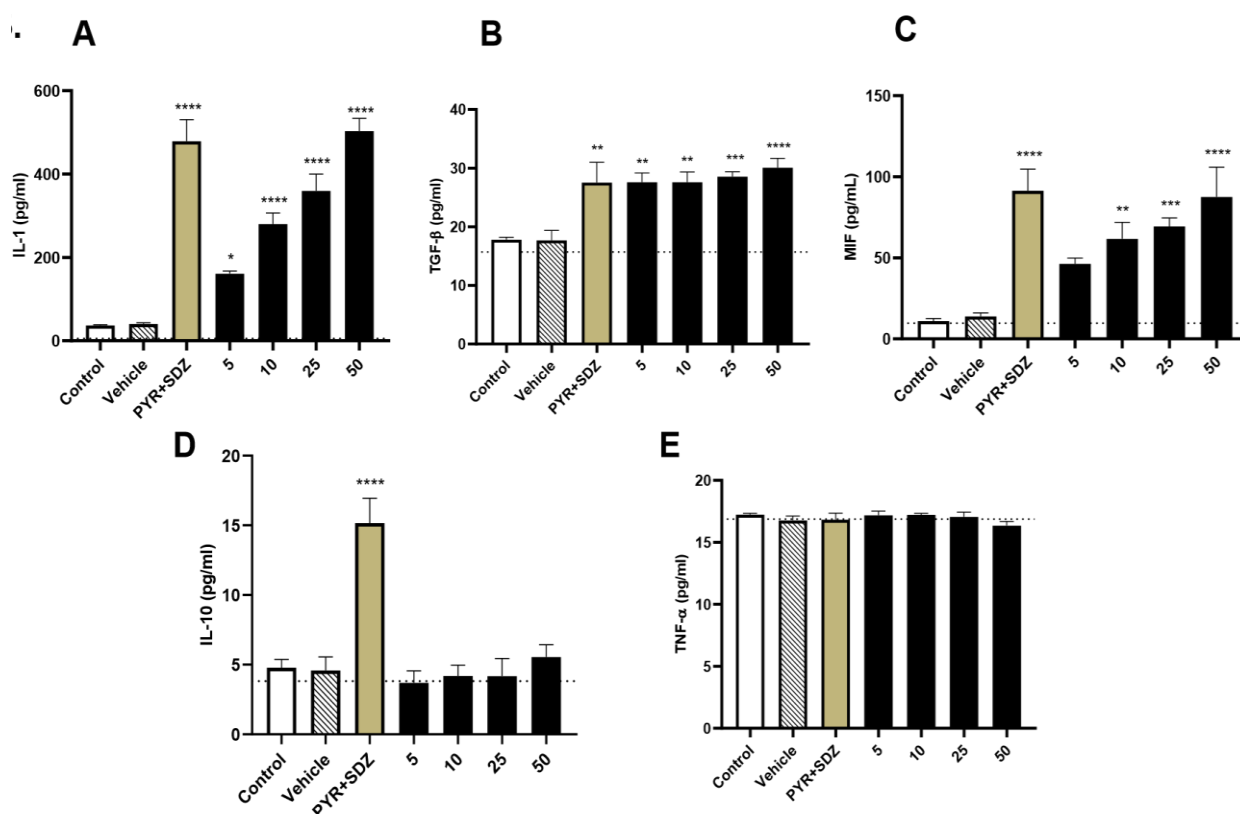 A
B
C
IL-1 (pg/ml)
600
400
200
0
****
*
****
****
****
Control
Vehicle
PYR+SDZ
5
10
25
50
TGF-β (pg/ml)
40
30
20
10
0
**
**
**
***
****
Control
Vehicle
PYR+SDZ
5
10
25
50
MIF (pg/mL)
150
100
50
0
****
**
***
****
Control
Vehicle
PYR+SDZ
5
10
25
50
D
E
IL-10 (pg/ml)
20
15
10
5
0
****
Control
Vehicle
PYR+SDZ
5
10
25
50
TNF-α (pg/ml)
20
15
10
5
0
Control
Vehicle
PYR+SDZ
5
10
25
50